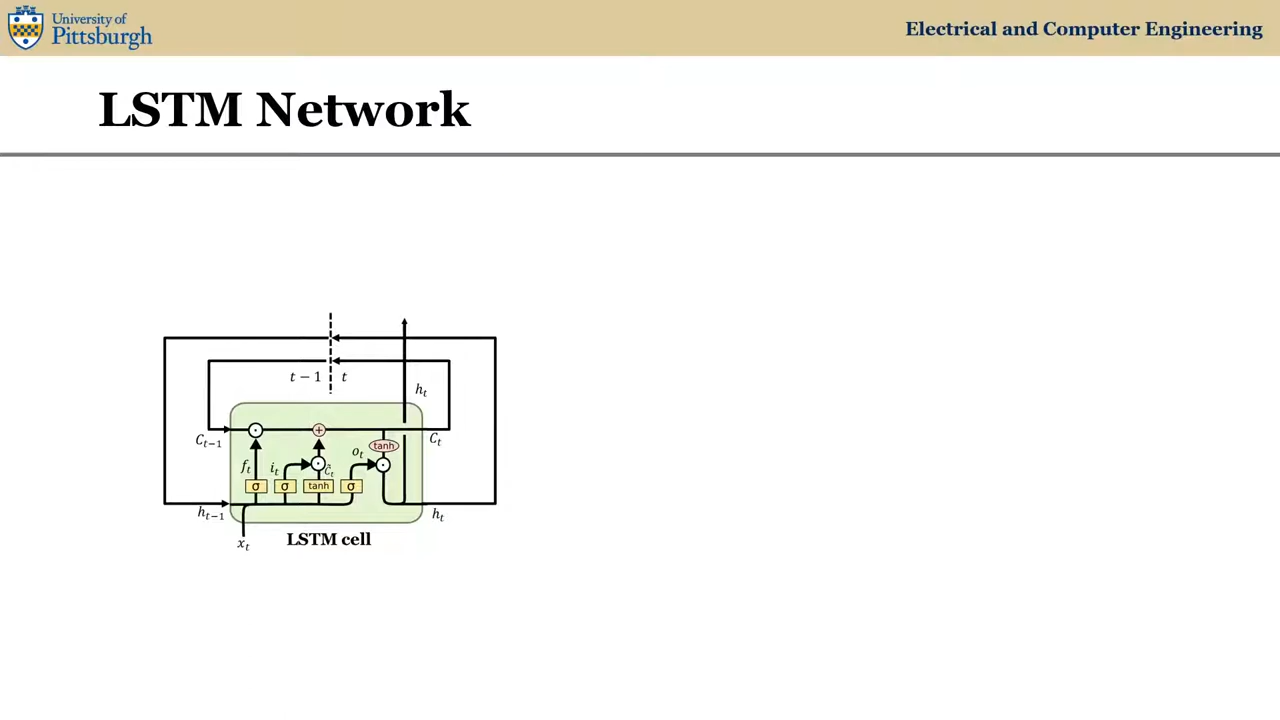 University of
Pittsburgh
Electrical and Computer Engineering
LSTM Network
t − 1 t
h_t
C_{t−1}
C_t
tanh
o_t
f_t i_t C̃_t
σ σ tanh σ
h_{t−1}
h_t
x_t
LSTM cell